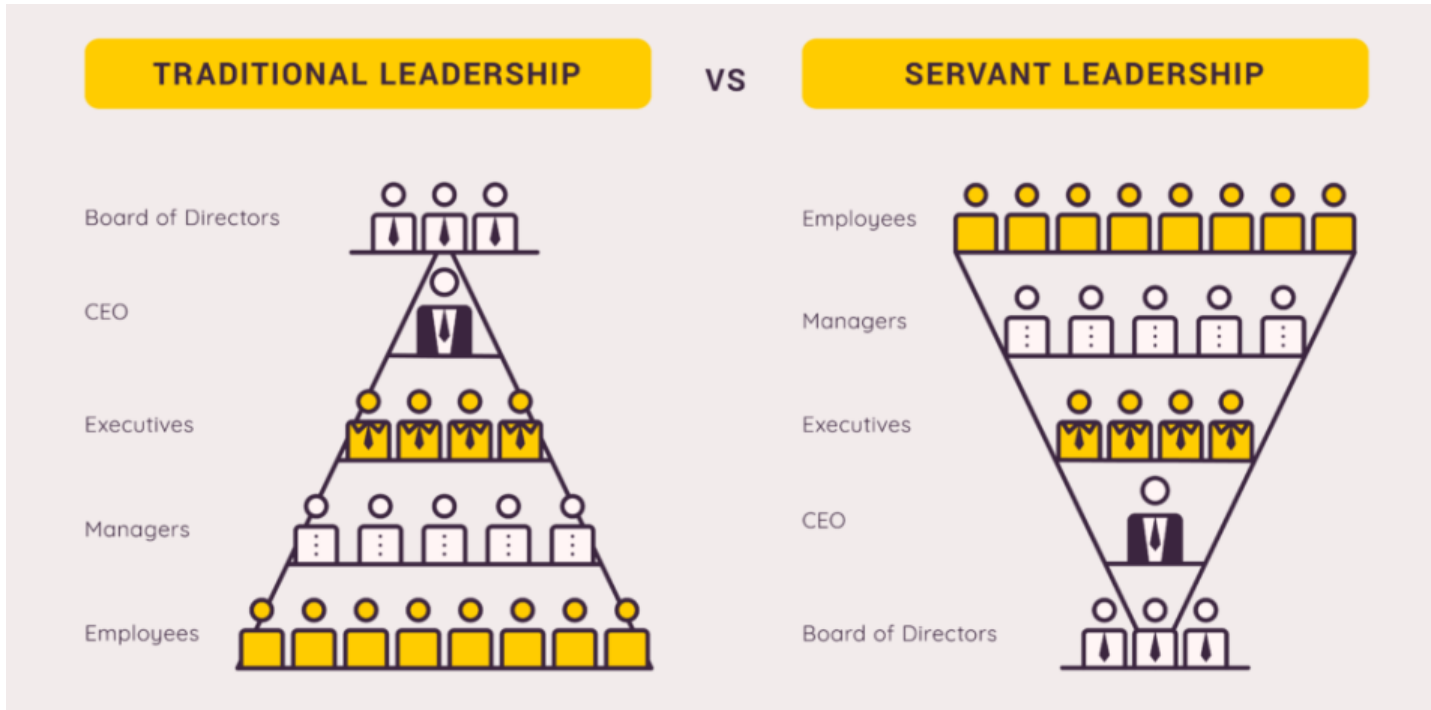 TRADITIONAL LEADERSHIP
VS
SERVANT LEADERSHIP
Board of Directors
CEO
Executives
Managers
Employees
Employees
Managers
Executives
CEO
Board of Directors